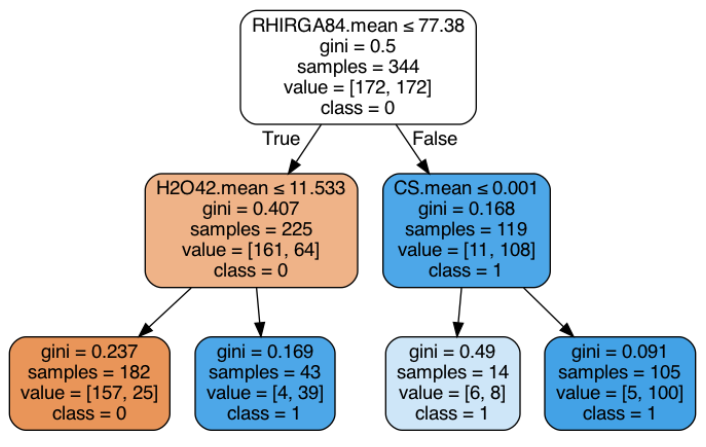 RHIRGA84.mean ≤ 77.38
gini = 0.5
samples = 344
value = [172, 172]
class = 0
True
False
H2O42.mean ≤ 11.533
gini = 0.407
samples = 225
value = [161, 64]
class = 0
CS.mean ≤ 0.001
gini = 0.168
samples = 119
value = [11, 108]
class = 1
gini = 0.237
samples = 182
value = [157, 25]
class = 0
gini = 0.169
samples = 43
value = [4, 39]
class = 1
gini = 0.49
samples = 14
value = [6, 8]
class = 1
gini = 0.091
samples = 105
value = [5, 100]
class = 1